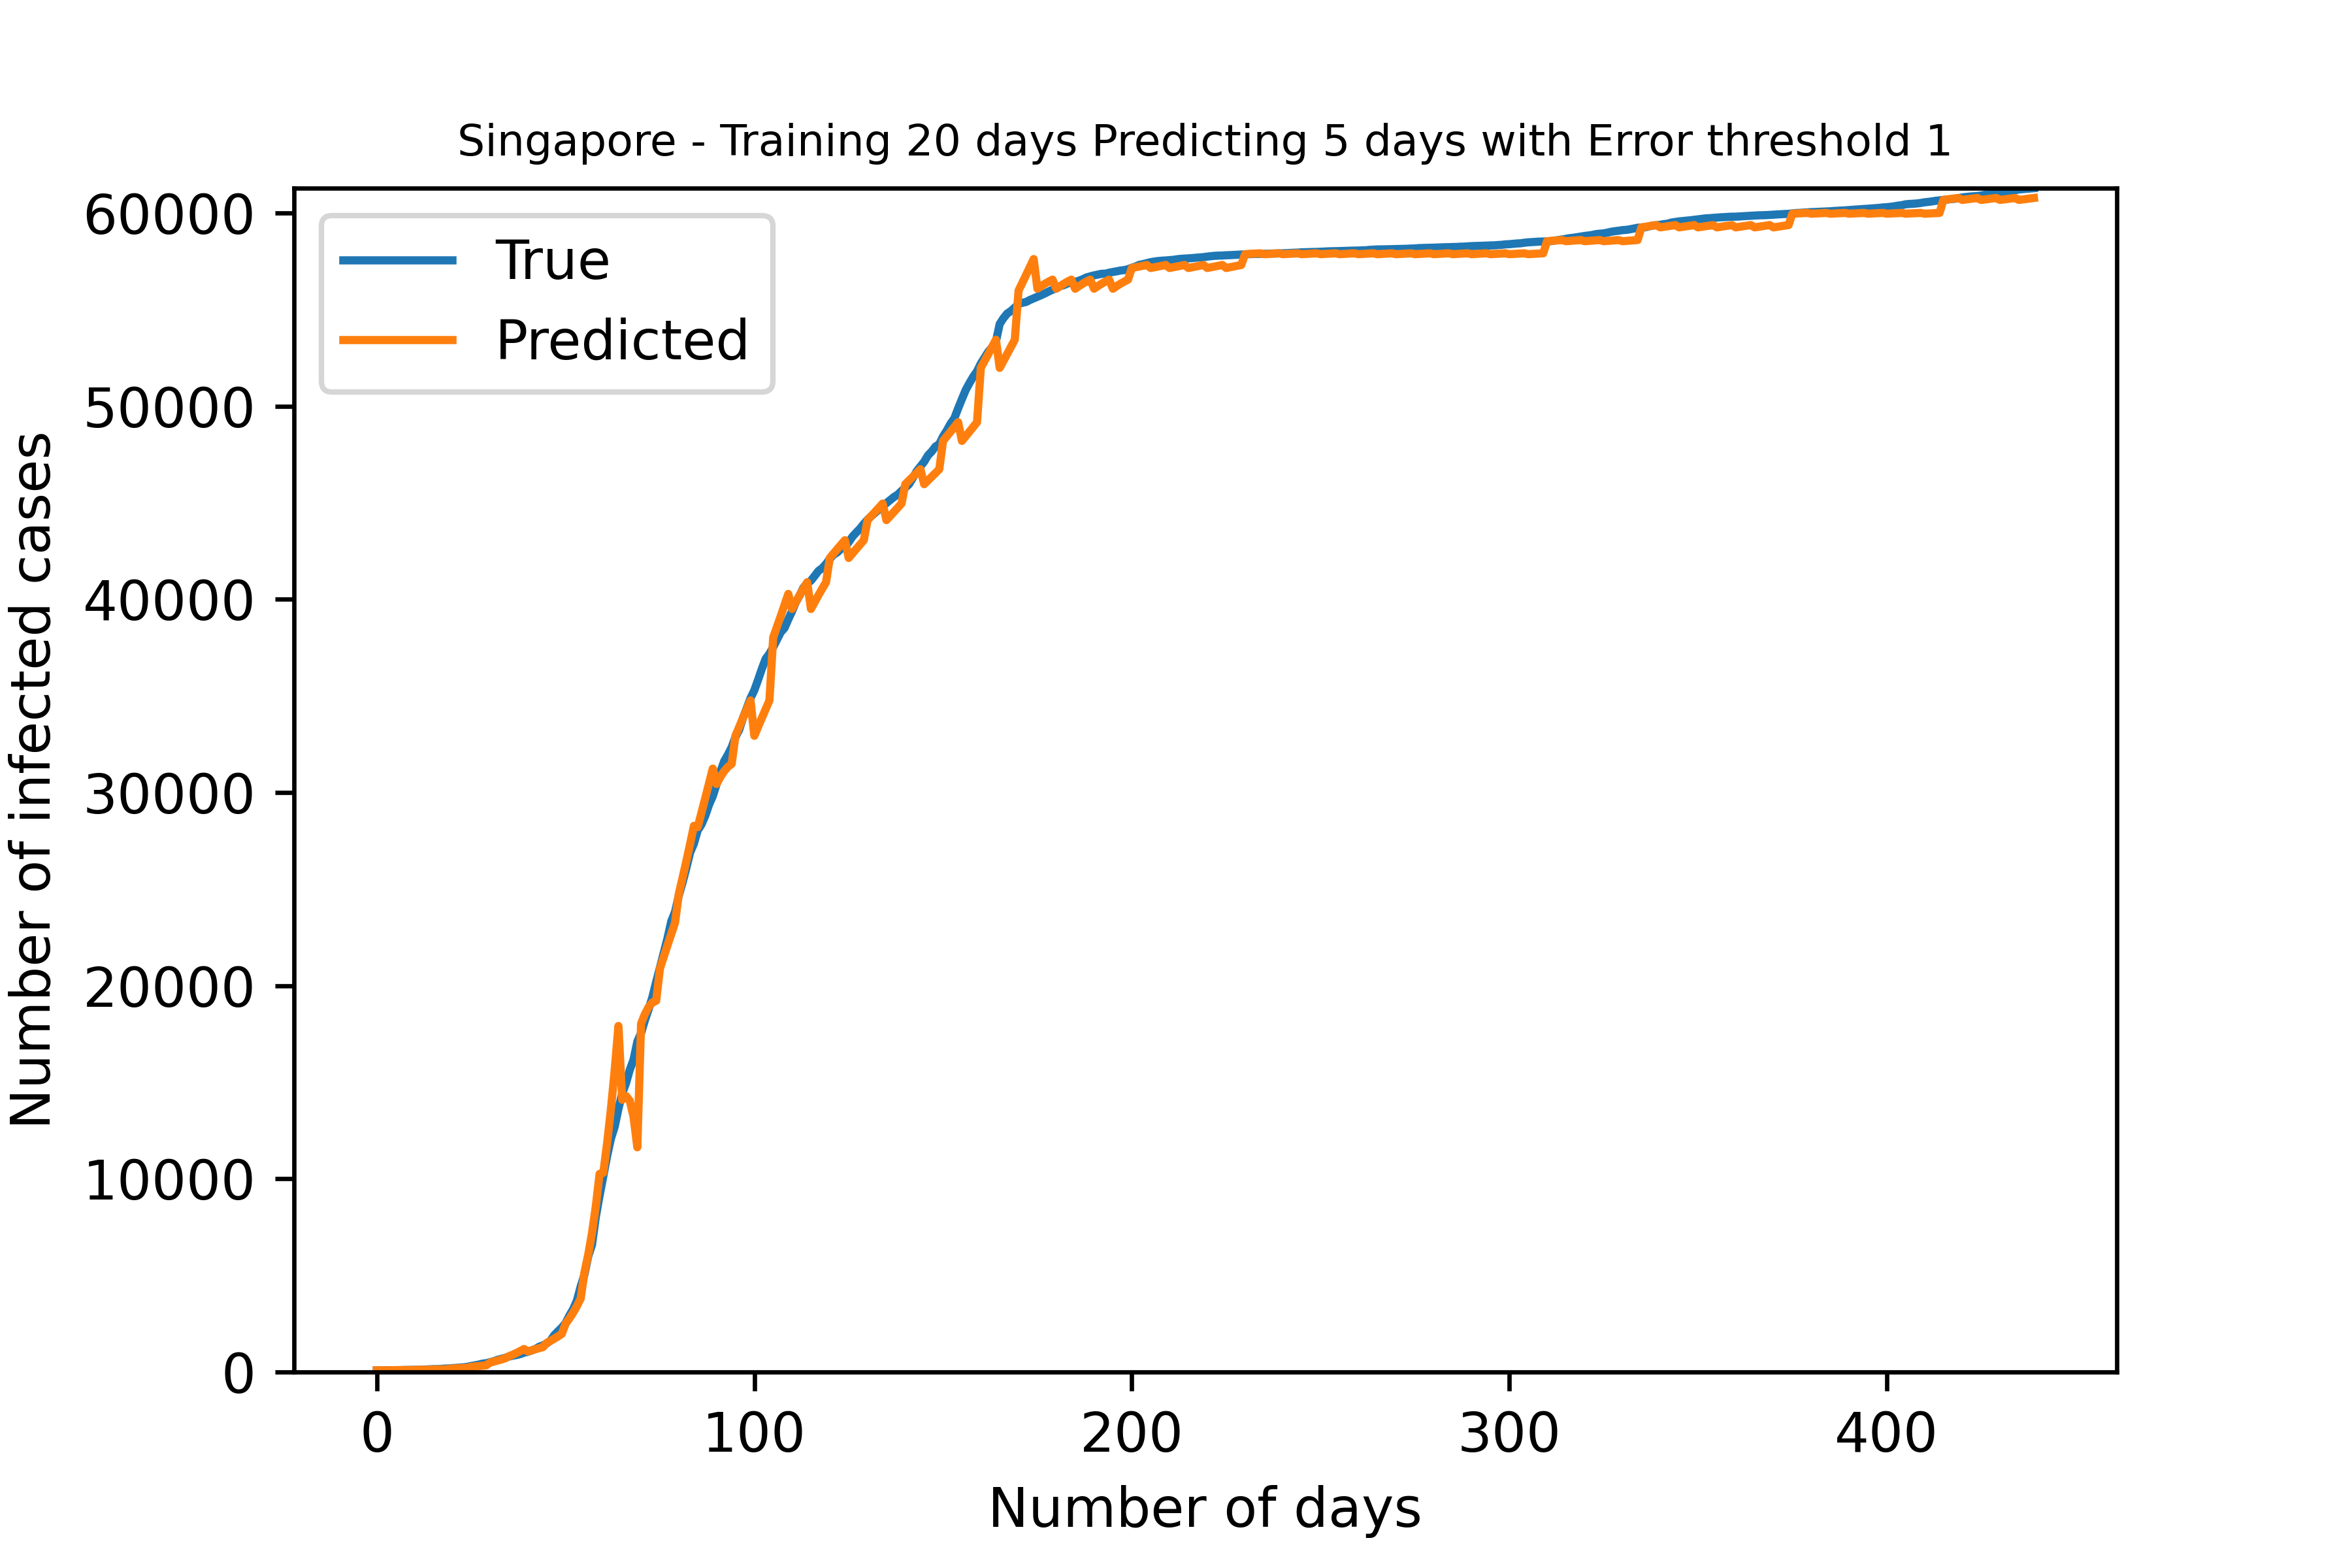 Singapore - Training 20 days Predicting 5 days with Error threshold 1
True
Predicted
Number of infected cases
60000
50000
40000
30000
20000
10000
0
0 100 200 300 400
Number of days